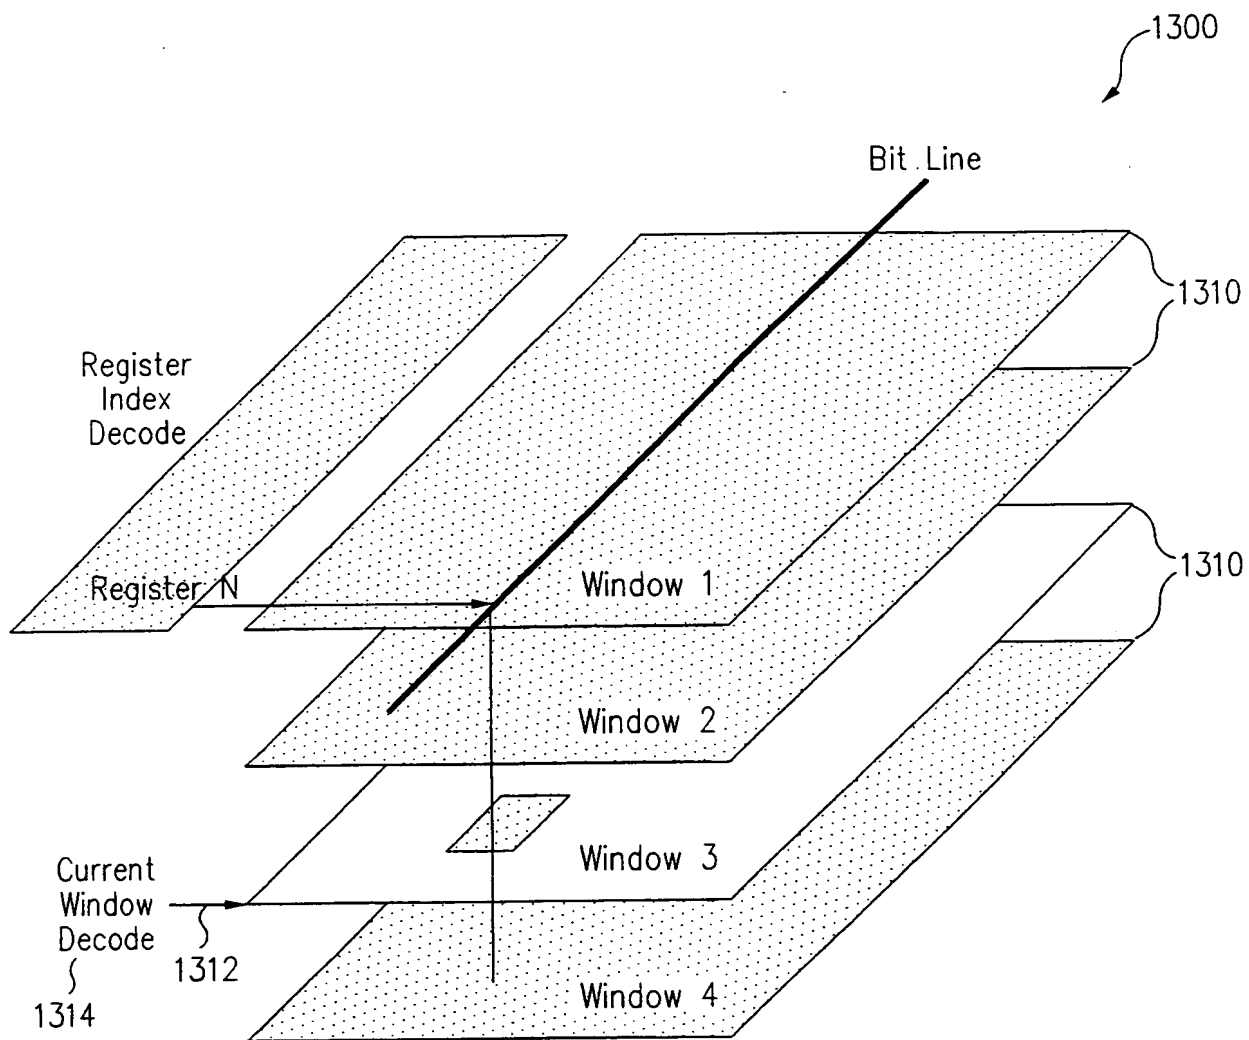 1300
Bit Line
1310
Register
Index
Decode
Register N
Window 1
1310
Window 2
Window 3
Current
Window
Decode
1312
1314
Window 4